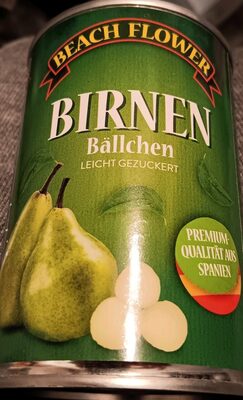 BEACH FLOWER
BIRNEN
Bällchen
LEICHT GEZUCKERT
PREMIUM-
QUALITÄT AUS
SPANIEN